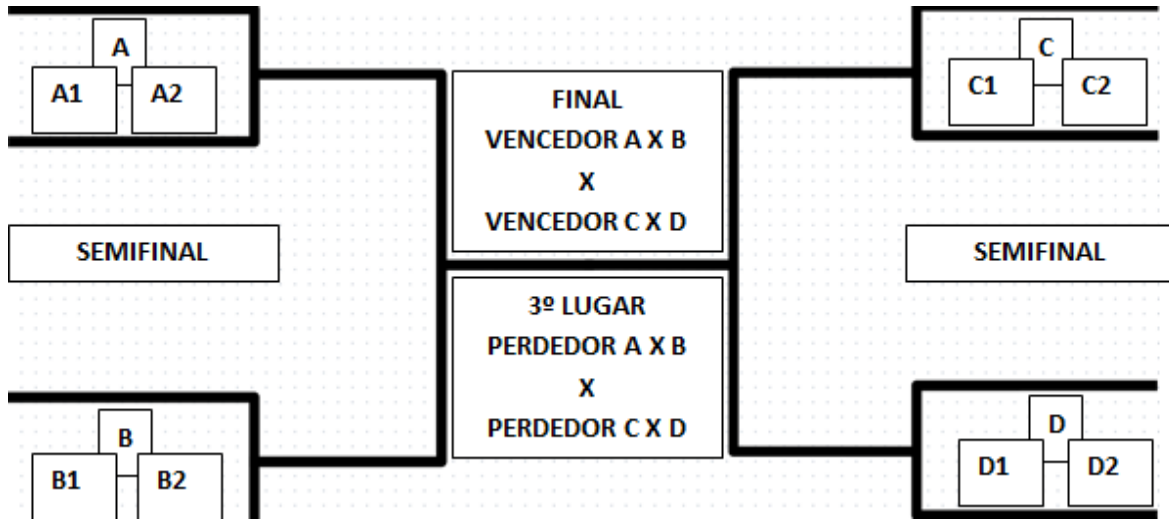 A
A1
A2
C
C1
C2
FINAL
VENCEDOR A X B
X
VENCEDOR C X D
SEMIFINAL
SEMIFINAL
3º LUGAR
PERDEDOR A X B
X
PERDEDOR C X D
B
B1
B2
D
D1
D2